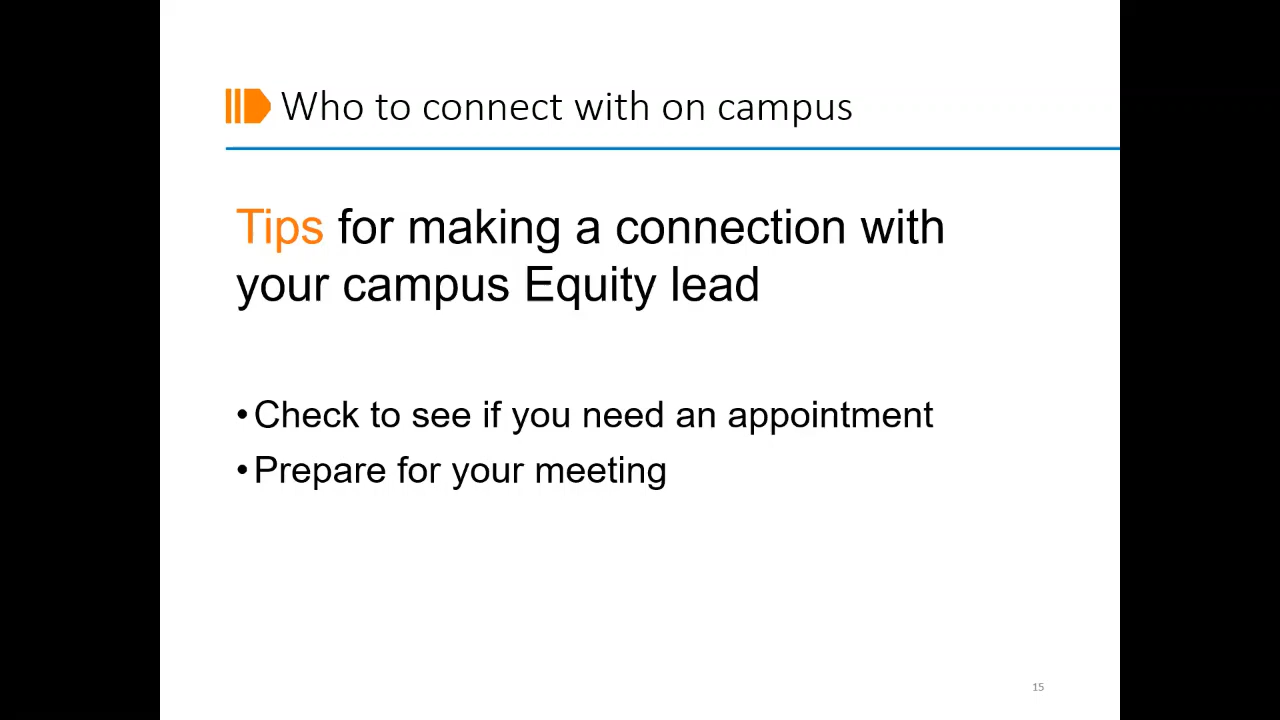 Who to connect with on campus
Tips for making a connection with
your campus Equity lead
• Check to see if you need an appointment
• Prepare for your meeting
15